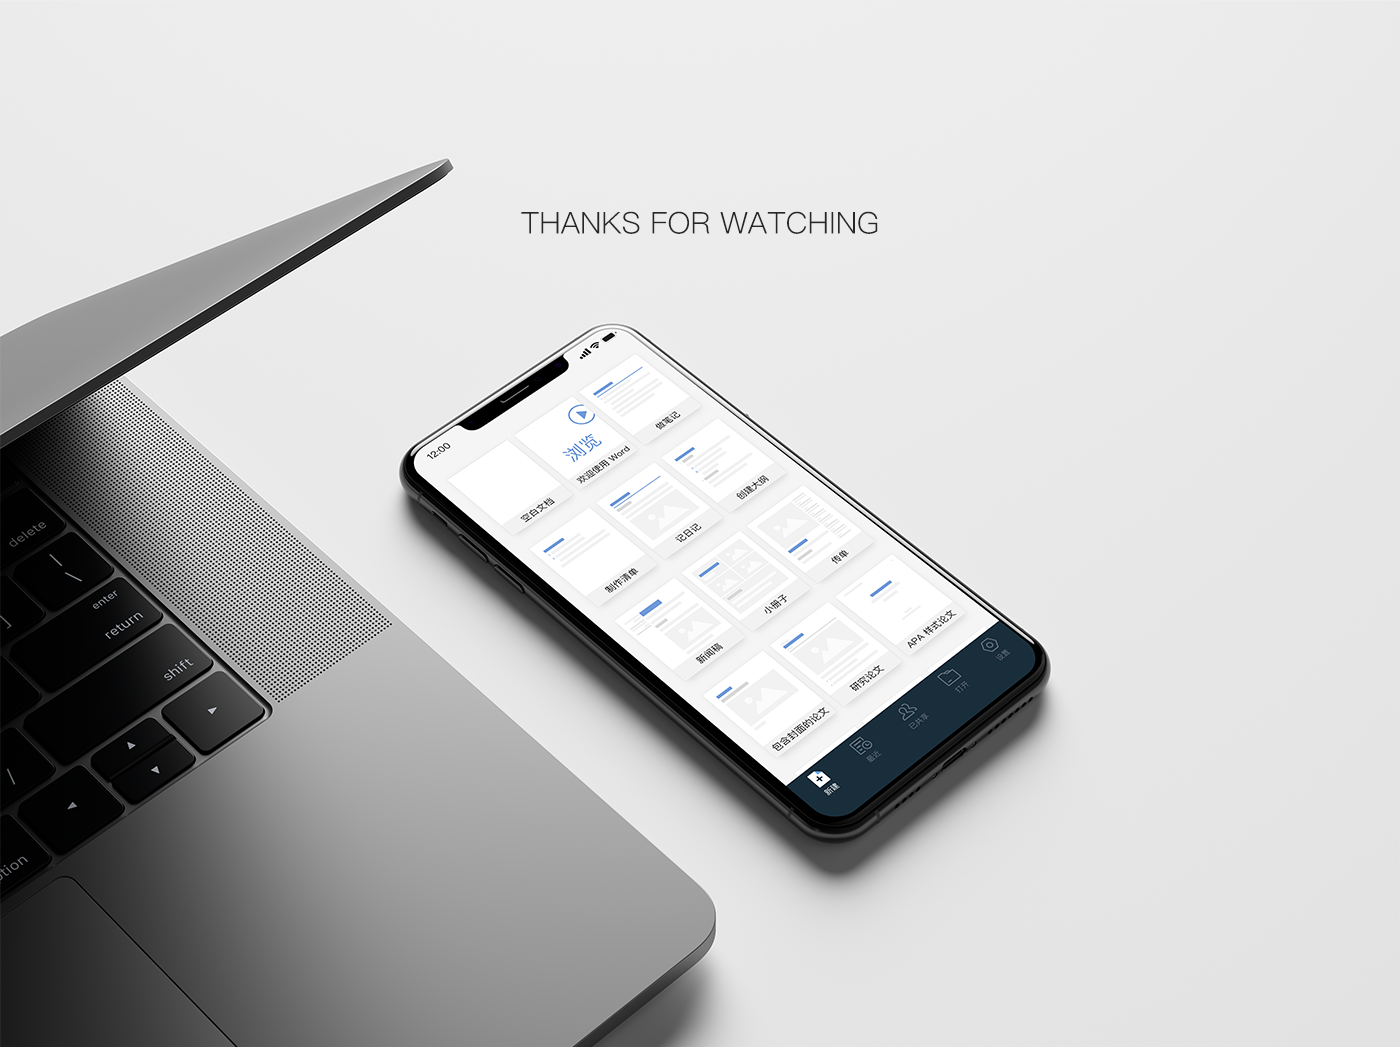 THANKS FOR WATCHING
12:00
空白文档
浏览
欢迎使用 Word
做笔记
制作清单
记日记
创建大纲
新闻稿
小册子
传单
包含封面的论文
研究论文
APA 样式论文
新建
最近
已共享
打开
设置
delete
enter
return
shift